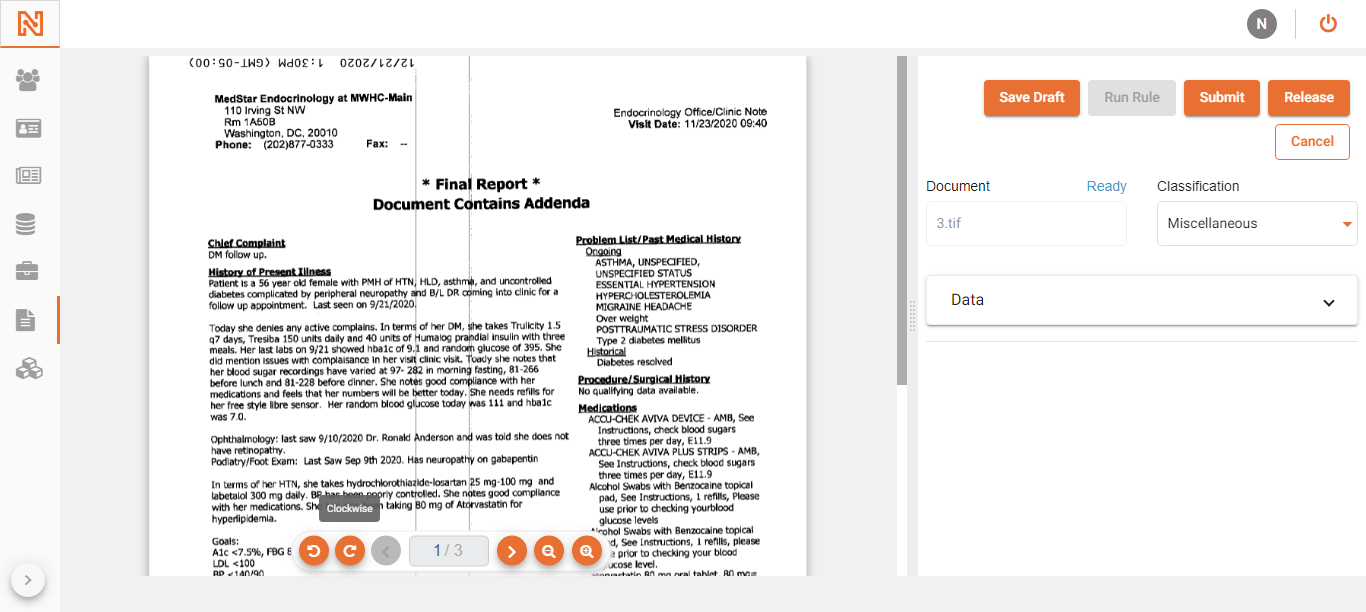 N
(00:50-TMG) MP0E:1 0202/12/21
MedStar Endocrinology at MWHC-Main
110 Irving St NW
Rm 1A50B
Washington, DC, 20010
Phone: (202)877-0333 Fax: --
Endocrinology Office/Clinic Note
Visit Date: 11/23/2020 09:40
* Final Report *
Document Contains Addenda
Chief Complaint
DM follow up.
History of Present Illness
Patient is a 56 year old female with PMH of HTN, HLD, asthma, and uncontrolled
diabetes complicated by peripheral neuropathy and B/L DR coming into clinic for a
follow up appointment. Last seen on 9/21/2020.
Today she denies any active complains. In terms of her DM, she takes Trulicity 1.5
q7 days, Tresiba 150 units daily and 40 units of Humalog prandial insulin with three
meals. Her last labs on 9/21 showed hba1c of 9.1 and random glucose of 395. She
did mention issues with complaisance in her visit clinic visit. Toady she notes that
her blood sugar recordings have varied at 97- 282 in morning fasting, 81-266
before lunch and 81-228 before dinner. She notes good compliance with her
medications and feels that her numbers will be better today. She needs refills for
her free style libre sensor. Her random blood glucose today was 111 and hba1c
was 7.0.
Ophthalmology: last saw 9/10/2020 Dr. Ronald Anderson and was told she does not
have retinopathy.
Podiatry/Foot Exam: Last Saw Sep 9th 2020. Has neuropathy on gabapentin
In terms of her HTN, she takes hydrochlorothiazide-losartan 25 mg-100 mg and
labetalol 300 mg daily. BP has been poorly controlled. She notes good compliance
with her medications. She taking 80 mg of Atorvastatin for
hyperlipidemia.
Goals:
A1c <7.5%, FBG
LDL <100
BP <140/90
Problem List/Past Medical History
Ongoing
ASTHMA, UNSPECIFIED,
UNSPECIFIED STATUS
ESSENTIAL HYPERTENSION
HYPERCHOLESTEROLEMIA
MIGRAINE HEADACHE
Over weight
POSTTRAUMATIC STRESS DISORDER
Type 2 diabetes mellitus
Historical
Diabetes resolved
Procedure/Surgical History
No qualifying data available.
Medications
ACCU-CHEK AVIVA DEVICE - AMB, See
Instructions, check blood sugars
three times per day, E11.9
ACCU-CHEK AVIVA PLUS STRIPS - AMB,
See Instructions, check blood sugars
three times per day, E11.9
Alcohol Swabs with Benzocaine topical
pad, See Instructions, 1 refills, Please
use prior to checking yourblood
glucose levels
Alcohol Swabs with Benzocaine topical
See Instructions, 1 refills, please
prior to checking your blood
glucose level.
Atorvastatin 80 mg oral tablet, 80 mg=
Clockwise
1 / 3
N
Save Draft
Run Rule
Submit
Release
Cancel
Document Ready
3.tif
Classification
Miscellaneous
Data